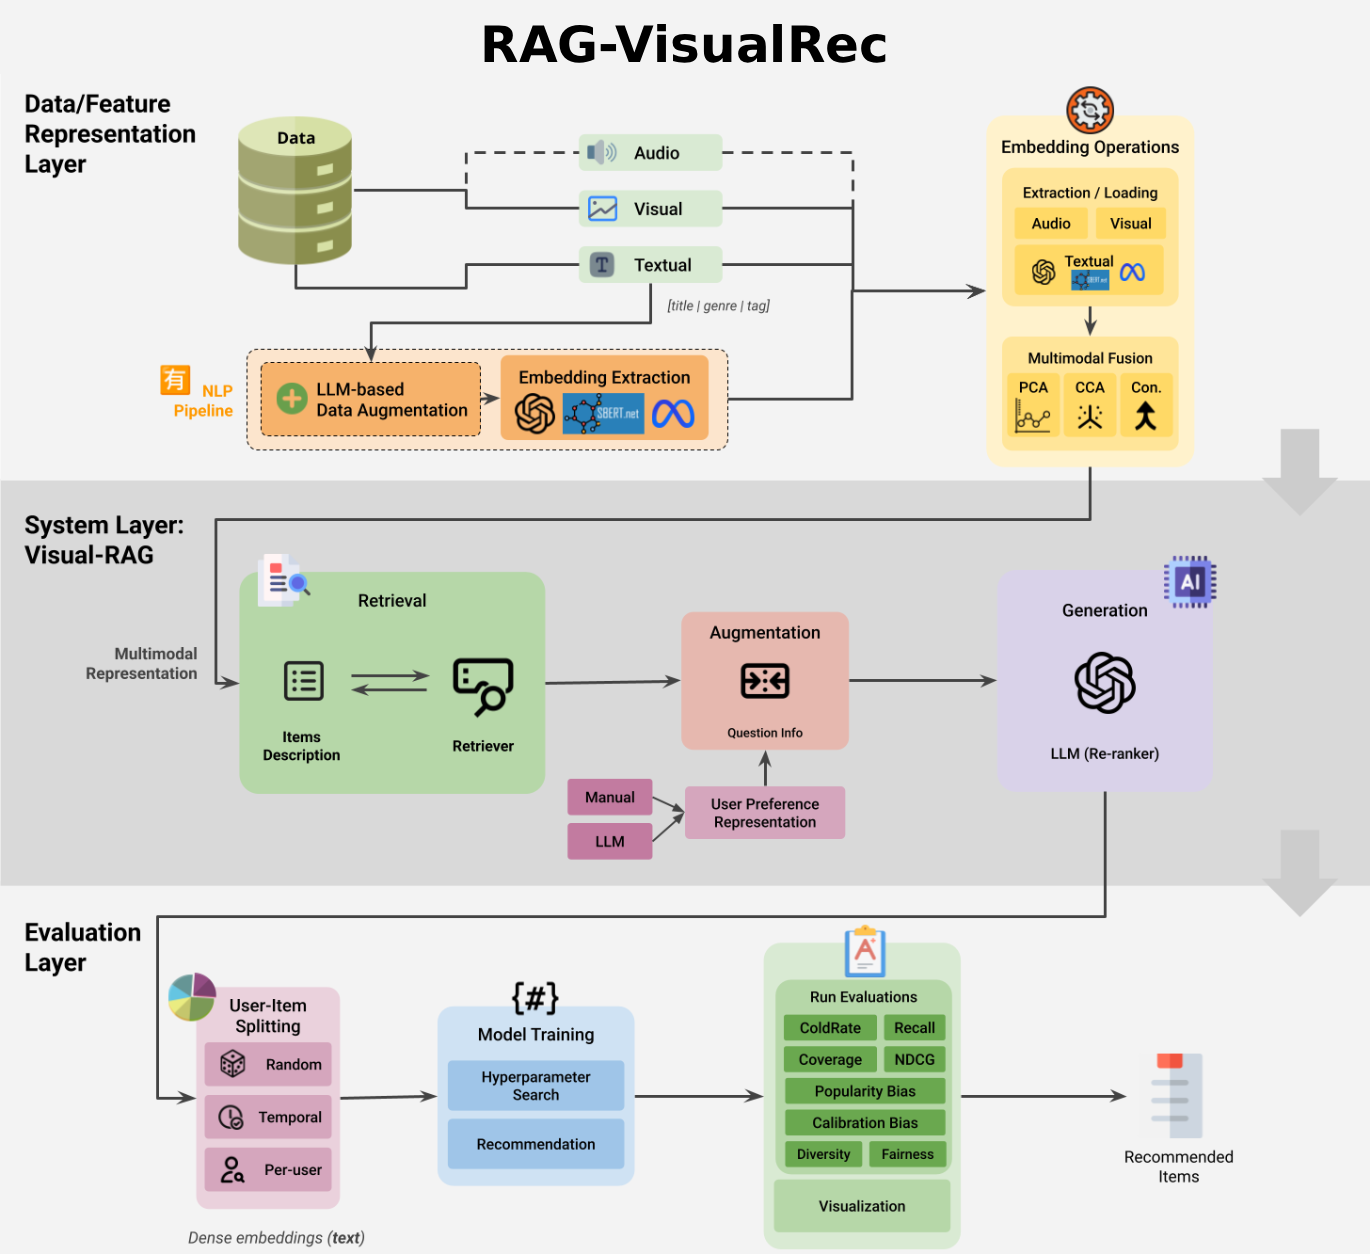 RAG-VisualRec
Data/Feature
Representation
Layer
Data
Audio
Visual
Textual
[title | genre | tag]
有
NLP
Pipeline
LLM-based
Data Augmentation
Embedding Extraction
SBERT.net
Embedding Operations
Extraction / Loading
Audio
Visual
Textual
SBERT.net
Multimodal Fusion
PCA
CCA
Con.
System Layer:
Visual-RAG
Multimodal
Representation
Retrieval
Items
Description
Retriever
Augmentation
Question Info
Manual
LLM
User Preference
Representation
AI
Generation
LLM (Re-ranker)
Evaluation
Layer
User-Item
Splitting
Random
Temporal
Per-user
Dense embeddings (text)
{#}
Model Training
Hyperparameter
Search
Recommendation
A+
Run Evaluations
ColdRate
Recall
Coverage
NDCG
Popularity Bias
Calibration Bias
Diversity
Fairness
Visualization
Recommended
Items